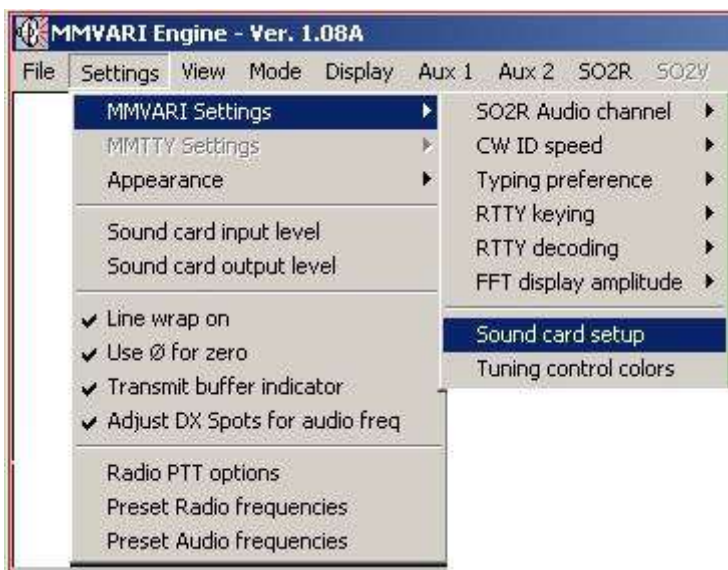 MMVARI Engine - Ver. 1.08A
File Settings View Mode Display Aux 1 Aux 2 SO2R SO2V
MMVARI Settings
MMTTY Settings
Appearance
Sound card input level
Sound card output level
Line wrap on
Use Ø for zero
Transmit buffer indicator
Adjust DX Spots for audio freq
Radio PTT options
Preset Radio frequencies
Preset Audio frequencies
SO2R Audio channel
CW ID speed
Typing preference
RTTY keying
RTTY decoding
FFT display amplitude
Sound card setup
Tuning control colors